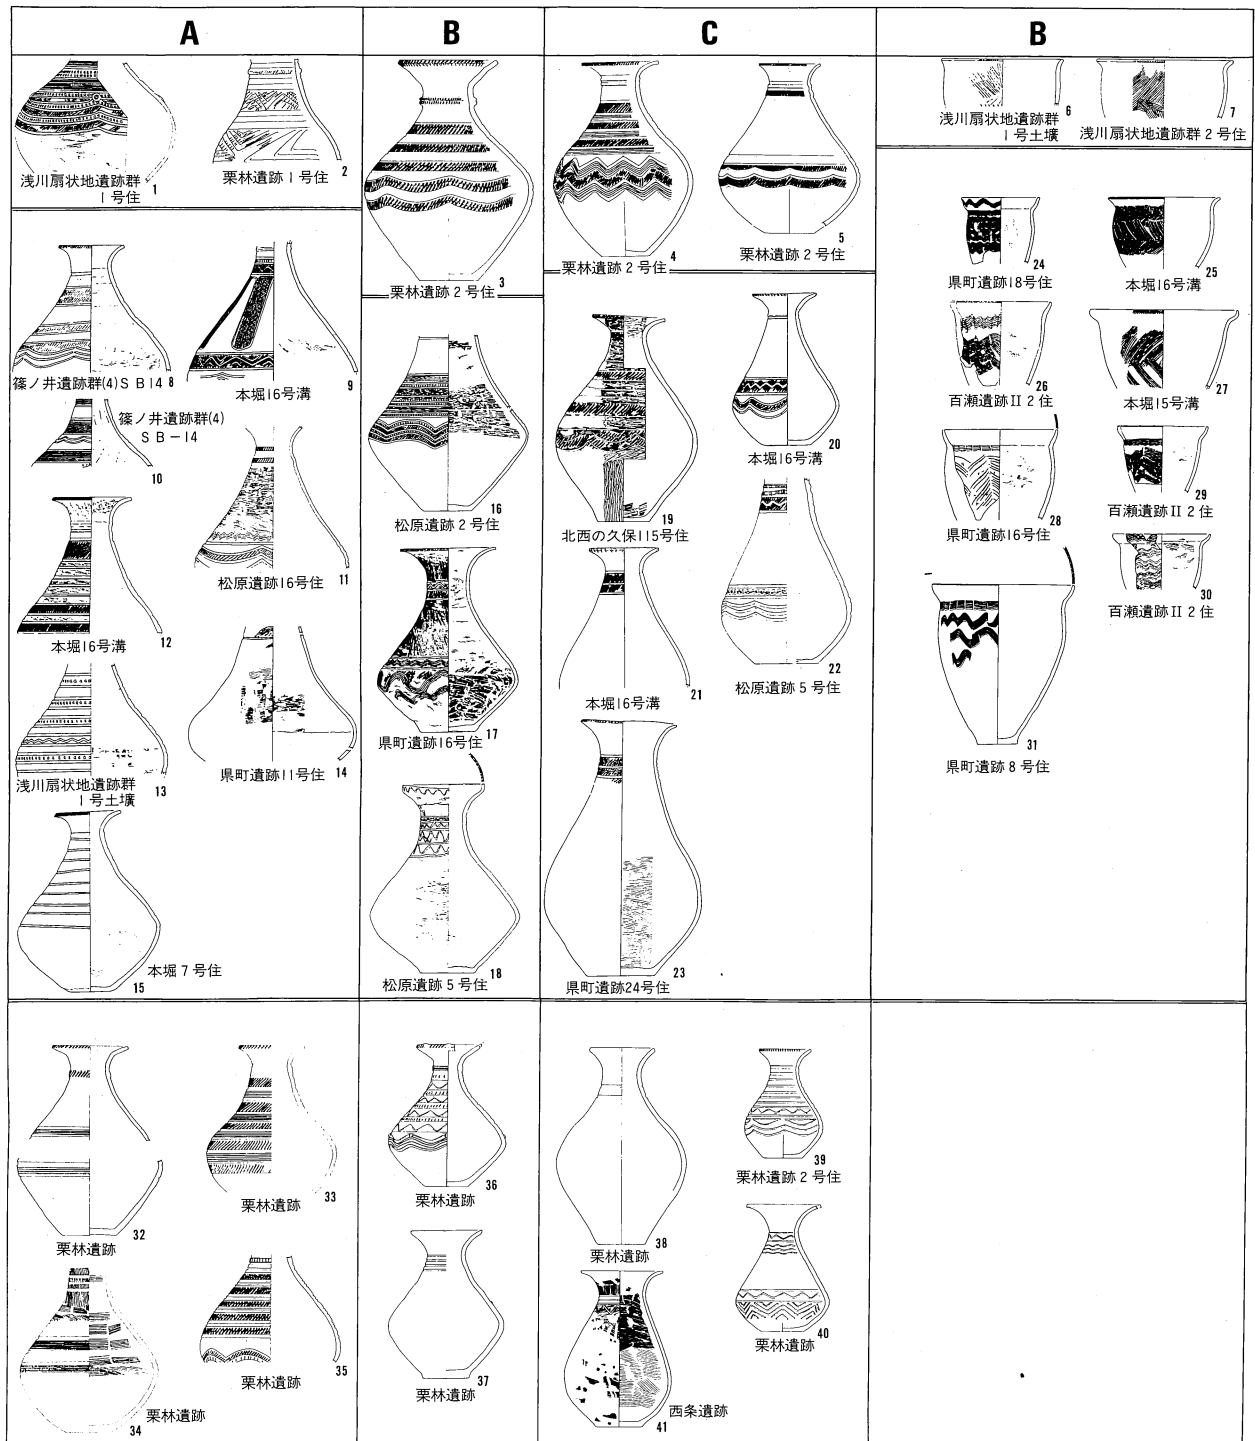 A
B
C
B
1
浅川扇状地遺跡群
1号住
2
栗林遺跡1号住
3
栗林遺跡2号住
4
栗林遺跡2号住
5
栗林遺跡2号住
6
浅川扇状地遺跡群
1号土壙
7
浅川扇状地遺跡群2号住
篠ノ井遺跡群(4)SB14 8
9
本堀16号溝
篠ノ井遺跡群(4)
SB-14
10
11
松原遺跡16号住
12
本堀16号溝
浅川扇状地遺跡群
1号土壙
13
県町遺跡11号住 14
本堀7号住
15
16
松原遺跡2号住
17
県町遺跡16号住
18
松原遺跡5号住
19
北西の久保115号住
20
本堀16号溝
21
本堀16号溝
22
松原遺跡5号住
23
県町遺跡24号住
24
県町遺跡18号住
25
本堀16号溝
26
百瀬遺跡II2住
27
本堀15号溝
28
県町遺跡16号住
29
百瀬遺跡II2住
30
百瀬遺跡II2住
31
県町遺跡8号住
32
栗林遺跡
33
栗林遺跡
栗林遺跡
34
35
栗林遺跡
36
栗林遺跡
37
栗林遺跡
38
栗林遺跡
39
栗林遺跡2号住
40
栗林遺跡
西条遺跡
41